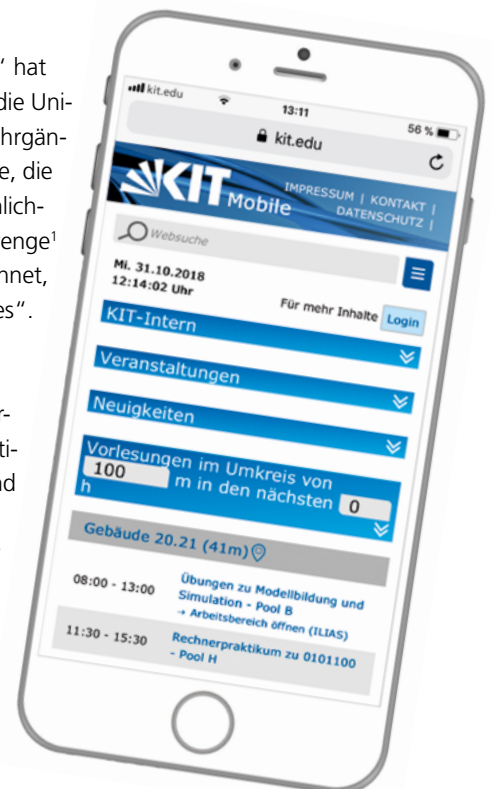 “ hat
die Uni-
hrgän-
e, die
nlich-
enge¹
hnet,
es“.
r-
ti-
nd
kit.edu
13:11
56 %
kit.edu
KIT Mobile
IMPRESSUM | KONTAKT |
DATENSCHUTZ |
Websuche
Mi. 31.10.2018
12:14:02 Uhr
Für mehr Inhalte Login
KIT-Intern
Veranstaltungen
Neuigkeiten
Vorlesungen im Umkreis von
100 m in den nächsten 0
h
Gebäude 20.21 (41m)
08:00 - 13:00 Übungen zu Modellbildung und
Simulation - Pool B
→ Arbeitsbereich öffnen (ILIAS)
11:30 - 15:30 Rechnerpraktikum zu 0101100
- Pool H